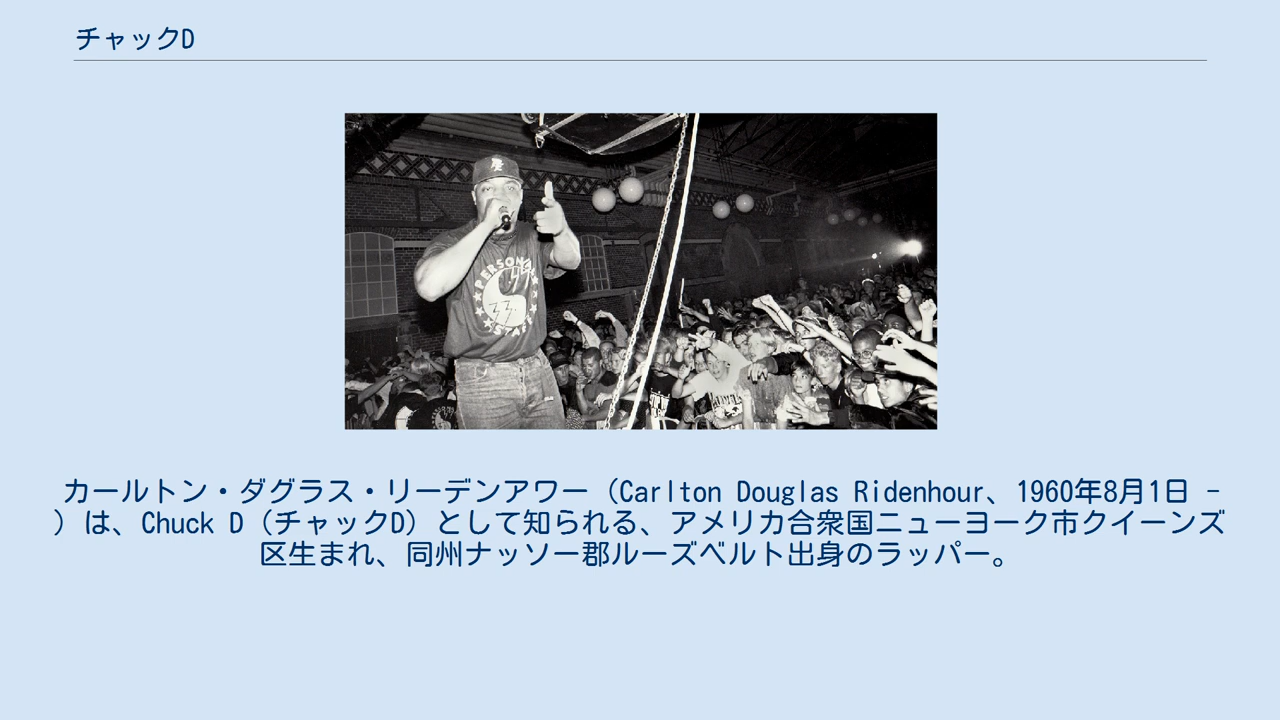 チャックD
PERSONAL
カールトン・ダグラス・リーデンアワー（Carlton Douglas Ridenhour、1960年8月1日 -
）は、Chuck D（チャックD）として知られる、アメリカ合衆国ニューヨーク市クイーンズ
区生まれ、同州ナッソー郡ルーズベルト出身のラッパー。